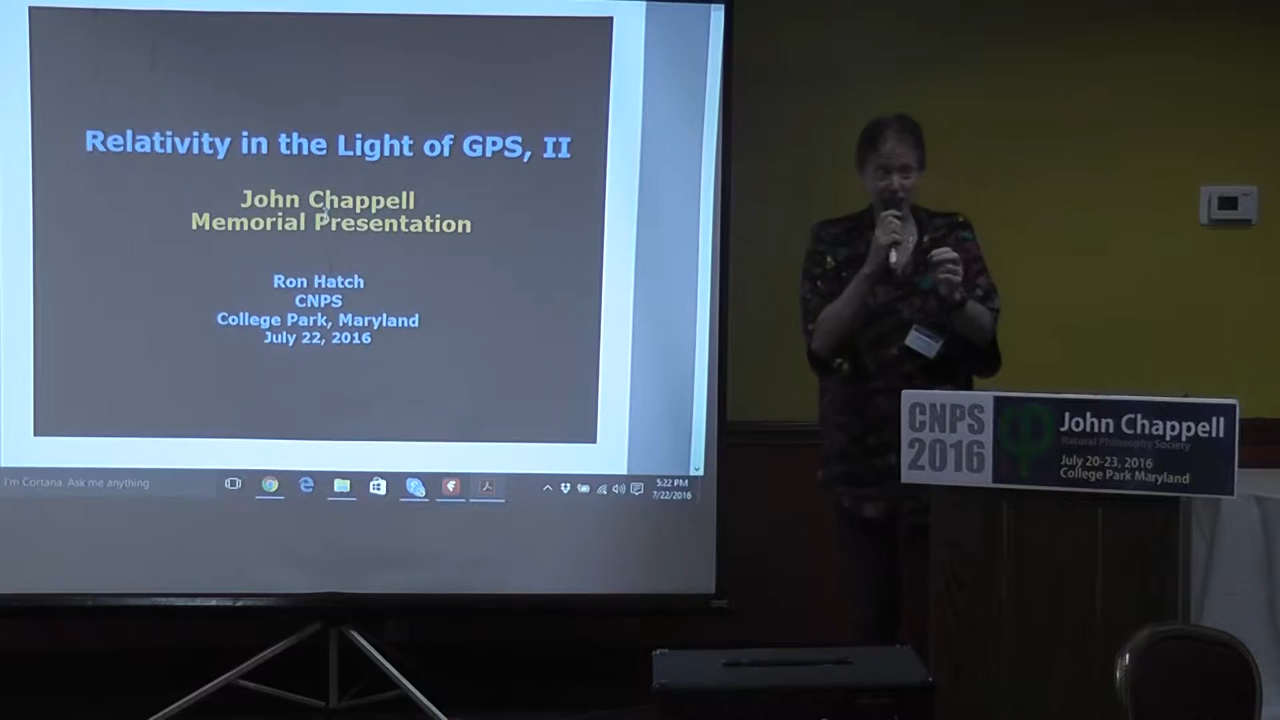 Relativity in the Light of GPS, II
John Chappell
Memorial Presentation
Ron Hatch
CNPS
College Park, Maryland
July 22, 2016
I'm Cortana. Ask me anything
5:22 PM
7/22/2016
CNPS
2016
John Chappell
Natural Philosophy Society
July 20-23, 2016
College Park Maryland